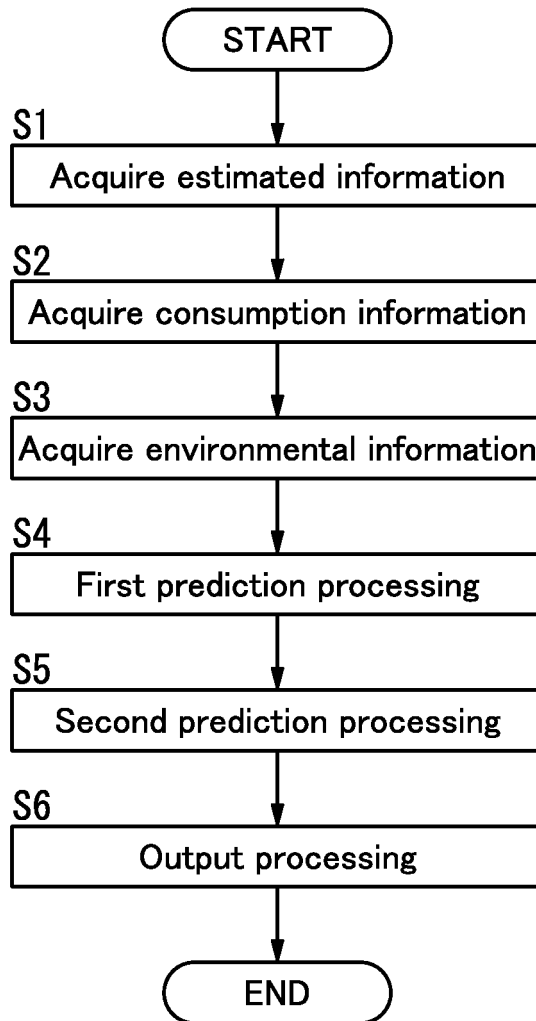 START
S1
Acquire estimated information
S2
Acquire consumption information
S3
Acquire environmental information
S4
First prediction processing
S5
Second prediction processing
S6
Output processing
END